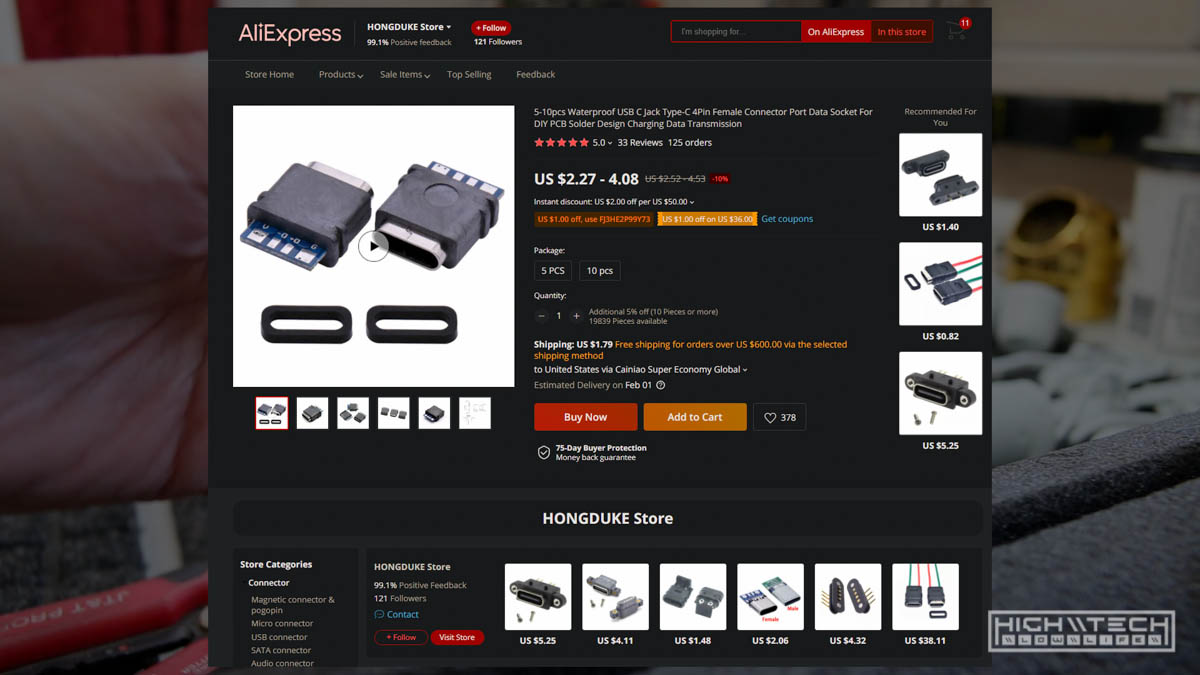 AliExpress
HONGDUKE Store
99.1% Positive feedback
+ Follow
121 Followers
I'm shopping for...
On AliExpress
In this store
11
Store Home
Products
Sale Items
Top Selling
Feedback
5-10pcs Waterproof USB C Jack Type-C 4Pin Female Connector Port Data Socket For
DIY PCB Solder Design Charging Data Transmission
5.0
33 Reviews
125 orders
US $2.27 - 4.08 US $2.52 - 4.53 -10%
Instant discount: US $2.00 off per US $50.00
US $1.00 off, use FJ3HE2P99Y73
US $1.00 off on US $36.00
Get coupons
Package:
5 PCS
10 pcs
Quantity:
− 1 +
Additional 5% off (10 Pieces or more)
19839 Pieces available
Shipping: US $1.79 Free shipping for orders over US $600.00 via the selected
shipping method
to United States via Cainiao Super Economy Global
Estimated Delivery on Feb 01
Buy Now
Add to Cart
378
75-Day Buyer Protection
Money back guarantee
Recommended For
You
US $1.40
US $0.82
US $5.25
HONGDUKE Store
Store Categories
Connector
Magnetic connector &
pogopin
Micro connector
USB connector
SATA connector
Audio connector
HONGDUKE Store
99.1% Positive Feedback
121 Followers
Contact
+ Follow
Visit Store
US $5.25
US $4.11
US $1.48
Female
Male
US $2.06
US $4.32
US $38.11
HIGH TECH
LOW LIFE